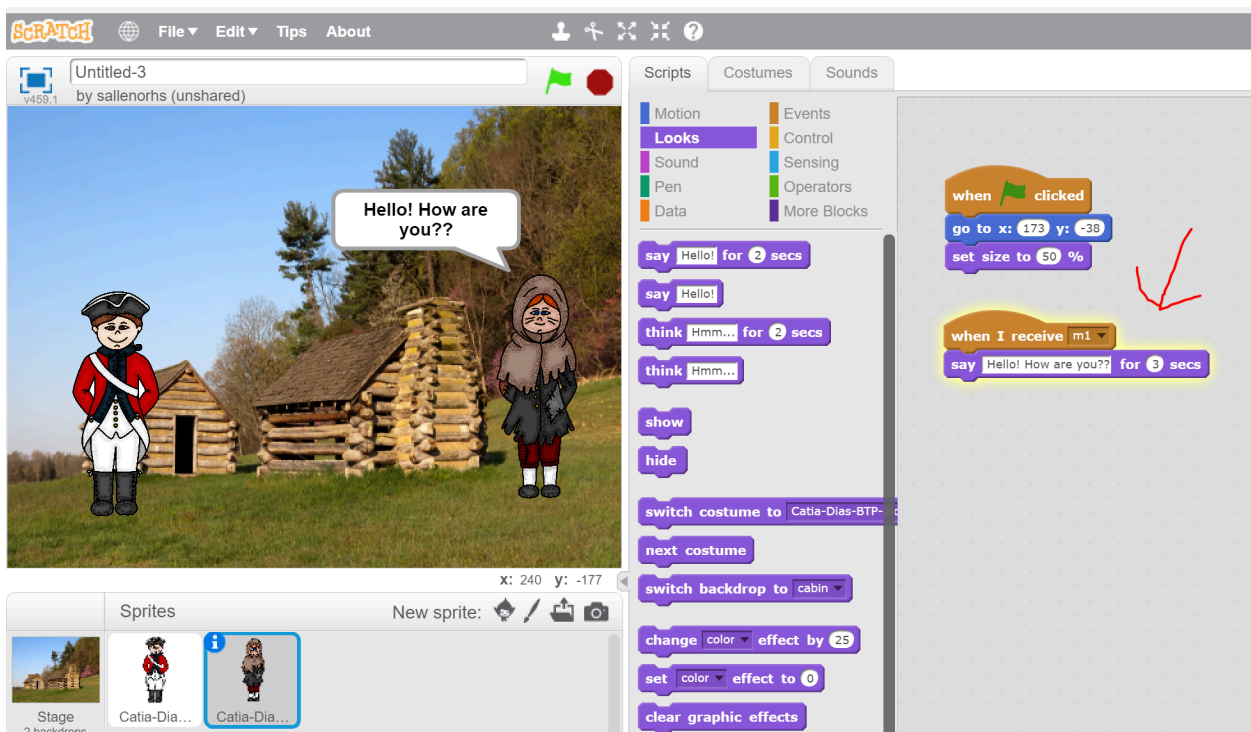 SCRATCH File Edit Tips About
Untitled-3
v459.1 by sallenorhs (unshared)
Hello! How are
you??
x: 240 y: -177
Sprites New sprite:
Stage
2 backdrops
Catia-Dia...
Catia-Dia...
Scripts Costumes Sounds
Motion Events
Looks Control
Sound Sensing
Pen Operators
Data More Blocks
say Hello! for 2 secs
say Hello!
think Hmm... for 2 secs
think Hmm...
show
hide
switch costume to Catia-Dias-BTP-
next costume
switch backdrop to cabin
change color effect by 25
set color effect to 0
clear graphic effects
when clicked
go to x: 173 y: -38
set size to 50 %
when I receive m1
say Hello! How are you?? for 3 secs